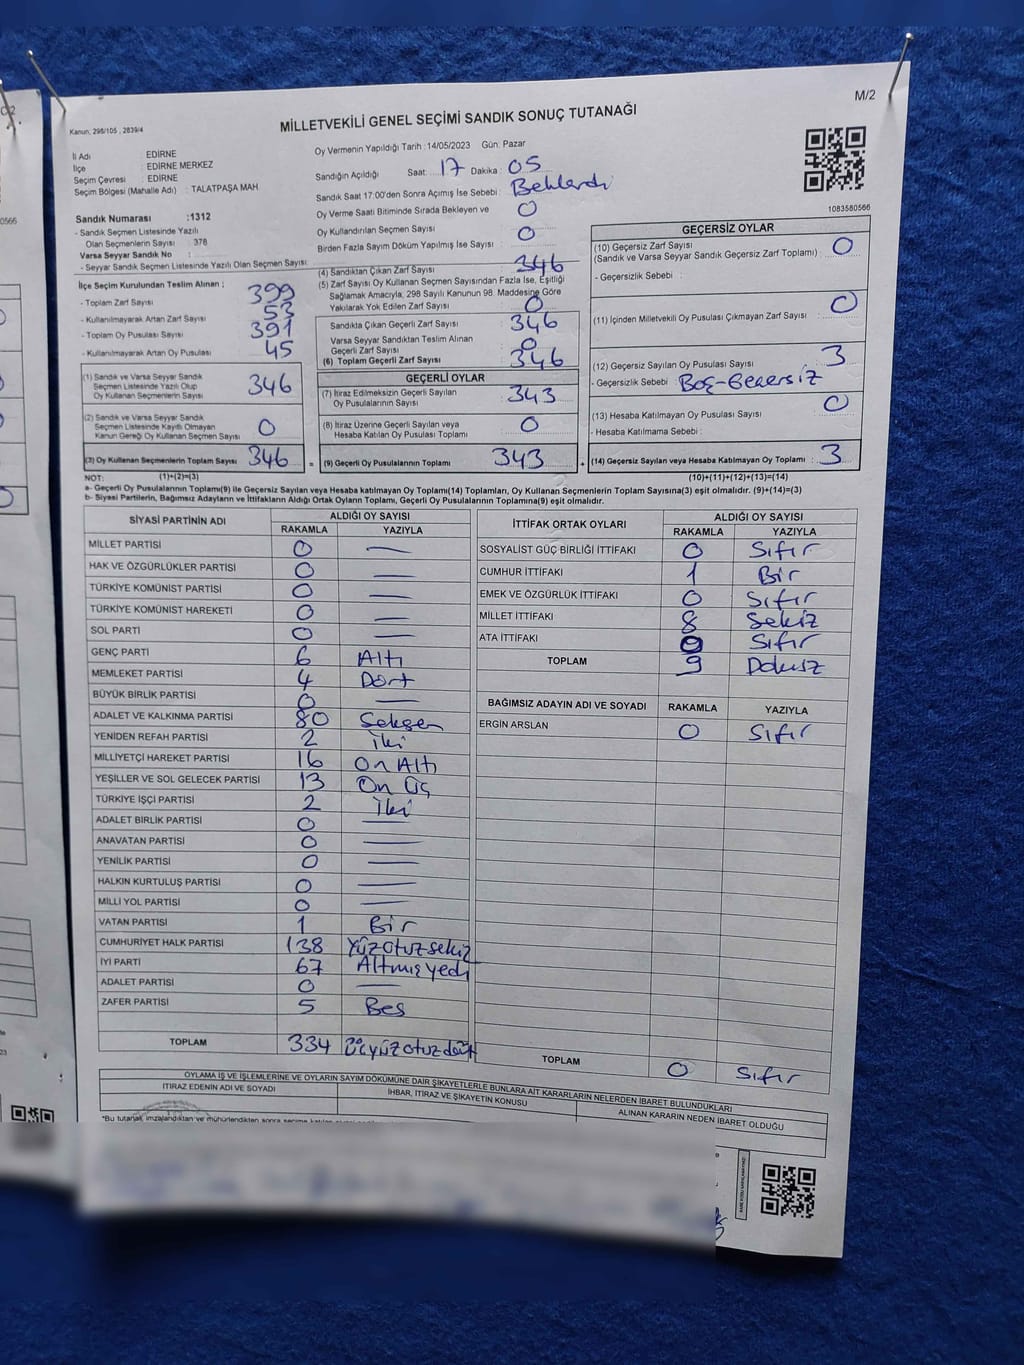 M/2
Kanun: 298/105 , 2839/4
MİLLETVEKİLİ GENEL SEÇİMİ SANDIK SONUÇ TUTANAĞI
İl Adı : EDİRNE
İlçe : EDİRNE MERKEZ
Seçim Çevresi : EDİRNE
Seçim Bölgesi (Mahalle Adı) : TALATPAŞA MAH.
Oy Vermenin Yapıldığı Tarih : 14/05/2023 Gün: Pazar
Sandığın Açıldığı Saat: 17 Dakika: 05
Sandık Saat 17:00'den Sonra Açımış İse Sebebi : Beklendi
Oy Verme Saati Bitiminde Sırada Bekleyen ve
Oy Kullandırılan Seçmen Sayısı : 0
Birden Fazla Sayım Döküm Yapılmış İse Sayısı : 0
1083580566
Sandık Numarası :1312
- Sandık Seçmen Listesinde Yazılı
Olan Seçmenlerin Sayısı : 378
Varsa Seyyar Sandık No :
- Seyyar Sandık Seçmen Listesinde Yazılı Olan Seçmen Sayısı:
İlçe Seçim Kurulundan Teslim Alınan ;
- Toplam Zarf Sayısı 399
- Kullanılmayarak Artan Zarf Sayısı 53
- Toplam Oy Pusulası Sayısı 391
- Kullanılmayarak Artan Oy Pusulası 45
(1) Sandık ve Varsa Seyyar Sandık
Seçmen Listesinde Yazılı Olup
Oy Kullanan Seçmenlerin Sayısı 346
(2) Sandık ve Varsa Seyyar Sandık
Seçmen Listesinde Kayıtlı Olmayan
Kanun Gereği Oy Kullanan Seçmen Sayısı 0
(3) Oy Kullanan Seçmenlerin Toplam Sayısı 346
(4) Sandıktan Çıkan Zarf Sayısı 346
(5) Zarf Sayısı Oy Kullanan Seçmen Sayısından Fazla İse, Eşitliği
Sağlamak Amacıyla, 298 Sayılı Kanunun 98. Maddesine Göre
Yakılarak Yok Edilen Zarf Sayısı 0
Sandıkta Çıkan Geçerli Zarf Sayısı 346
Varsa Seyyar Sandıktan Teslim Alınan
Geçerli Zarf Sayısı 0
(6) Toplam Geçerli Zarf Sayısı 346
GEÇERLİ OYLAR
(7) İtiraz Edilmeksizin Geçerli Sayılan
Oy Pusulalarının Sayısı 343
(8) İtiraz Üzerine Geçerli Sayılan veya
Hesaba Katılan Oy Pusulası Toplamı 0
= (9) Geçerli Oy Pusulalarının Toplamı 343
GEÇERSİZ OYLAR
(10) Geçersiz Zarf Sayısı
(Sandık ve Varsa Seyyar Sandık Geçersiz Zarf Toplamı) : 0
- Geçersizlik Sebebi :
(11) İçinden Milletvekili Oy Pusulası Çıkmayan Zarf Sayısı : 0
(12) Geçersiz Sayılan Oy Pusulası Sayısı : 3
- Geçersizlik Sebebi : Boş-Geçersiz
(13) Hesaba Katılmayan Oy Pusulası Sayısı : 0
- Hesaba Katılmama Sebebi :
+ (14) Geçersiz Sayılan veya Hesaba Katılmayan Oy Toplamı : 3
NOT: (1)+(2)=(3) (10)+(11)+(12)+(13)=(14)
a- Geçerli Oy Pusulası Toplamı(9) ile Geçersiz Sayılan veya Hesaba katılmayan Oy Toplamı(14) Toplamları, Oy Kullanan Seçmenlerin Toplam Sayısına(3) eşit olmalıdır. (9)+(14)=(3)
b- Siyasi Partilerin, Bağımsız Adayların ve İttifakların Aldığı Ortak Oyların Toplamı, Geçerli Oy Pusulalarının Toplamına(9) eşit olmalıdır.
SİYASİ PARTİNİN ADI ALDIĞI OY SAYISI
RAKAMLA YAZIYLA
MİLLET PARTİSİ 0 —
HAK VE ÖZGÜRLÜKLER PARTİSİ 0 —
TÜRKİYE KOMÜNİST PARTİSİ 0 —
TÜRKİYE KOMÜNİST HAREKETİ 0 —
SOL PARTİ 0 —
GENÇ PARTİ 6 Altı
MEMLEKET PARTİSİ 4 Dört
BÜYÜK BİRLİK PARTİSİ 0 —
ADALET VE KALKINMA PARTİSİ 80 Seksen
YENİDEN REFAH PARTİSİ 2 İki
MİLLİYETÇİ HAREKET PARTİSİ 16 On Altı
YEŞİLLER VE SOL GELECEK PARTİSİ 13 On Üç
TÜRKİYE İŞÇİ PARTİSİ 2 İki
ADALET BİRLİK PARTİSİ 0 —
ANAVATAN PARTİSİ 0 —
YENİLİK PARTİSİ 0 —
HALKIN KURTULUŞ PARTİSİ 0 —
MİLLİ YOL PARTİSİ 0 —
VATAN PARTİSİ 1 Bir
CUMHURİYET HALK PARTİSİ 138 Yüzotuzsekiz
İYİ PARTİ 67 Altmışyedi
ADALET PARTİSİ 0 —
ZAFER PARTİSİ 5 Beş
TOPLAM 334 Üçyüzotuzdört
İTTİFAK ORTAK OYLARI ALDIĞI OY SAYISI
RAKAMLA YAZIYLA
SOSYALİST GÜÇ BİRLİĞİ İTTİFAKI 0 Sıfır
CUMHUR İTTİFAKI 1 Bir
EMEK VE ÖZGÜRLÜK İTTİFAKI 0 Sıfır
MİLLET İTTİFAKI 8 Sekiz
ATA İTTİFAKI 0 Sıfır
TOPLAM 9 Dokuz
BAĞIMSIZ ADAYIN ADI VE SOYADI RAKAMLA YAZIYLA
ERGİN ARSLAN 0 Sıfır
TOPLAM 0 Sıfır
OYLAMA İŞ VE İŞLEMLERİNE VE OYLARIN SAYIM DÖKÜMÜNE DAİR ŞİKAYETLERLE BUNLARA AİT KARARLARIN NELERDEN İBARET BULUNDUKLARI
İTİRAZ EDENİN ADI VE SOYADI İHBAR, İTİRAZ VE ŞİKAYETİN KONUSU ALINAN KARARIN NEDEN İBARET OLDUĞU